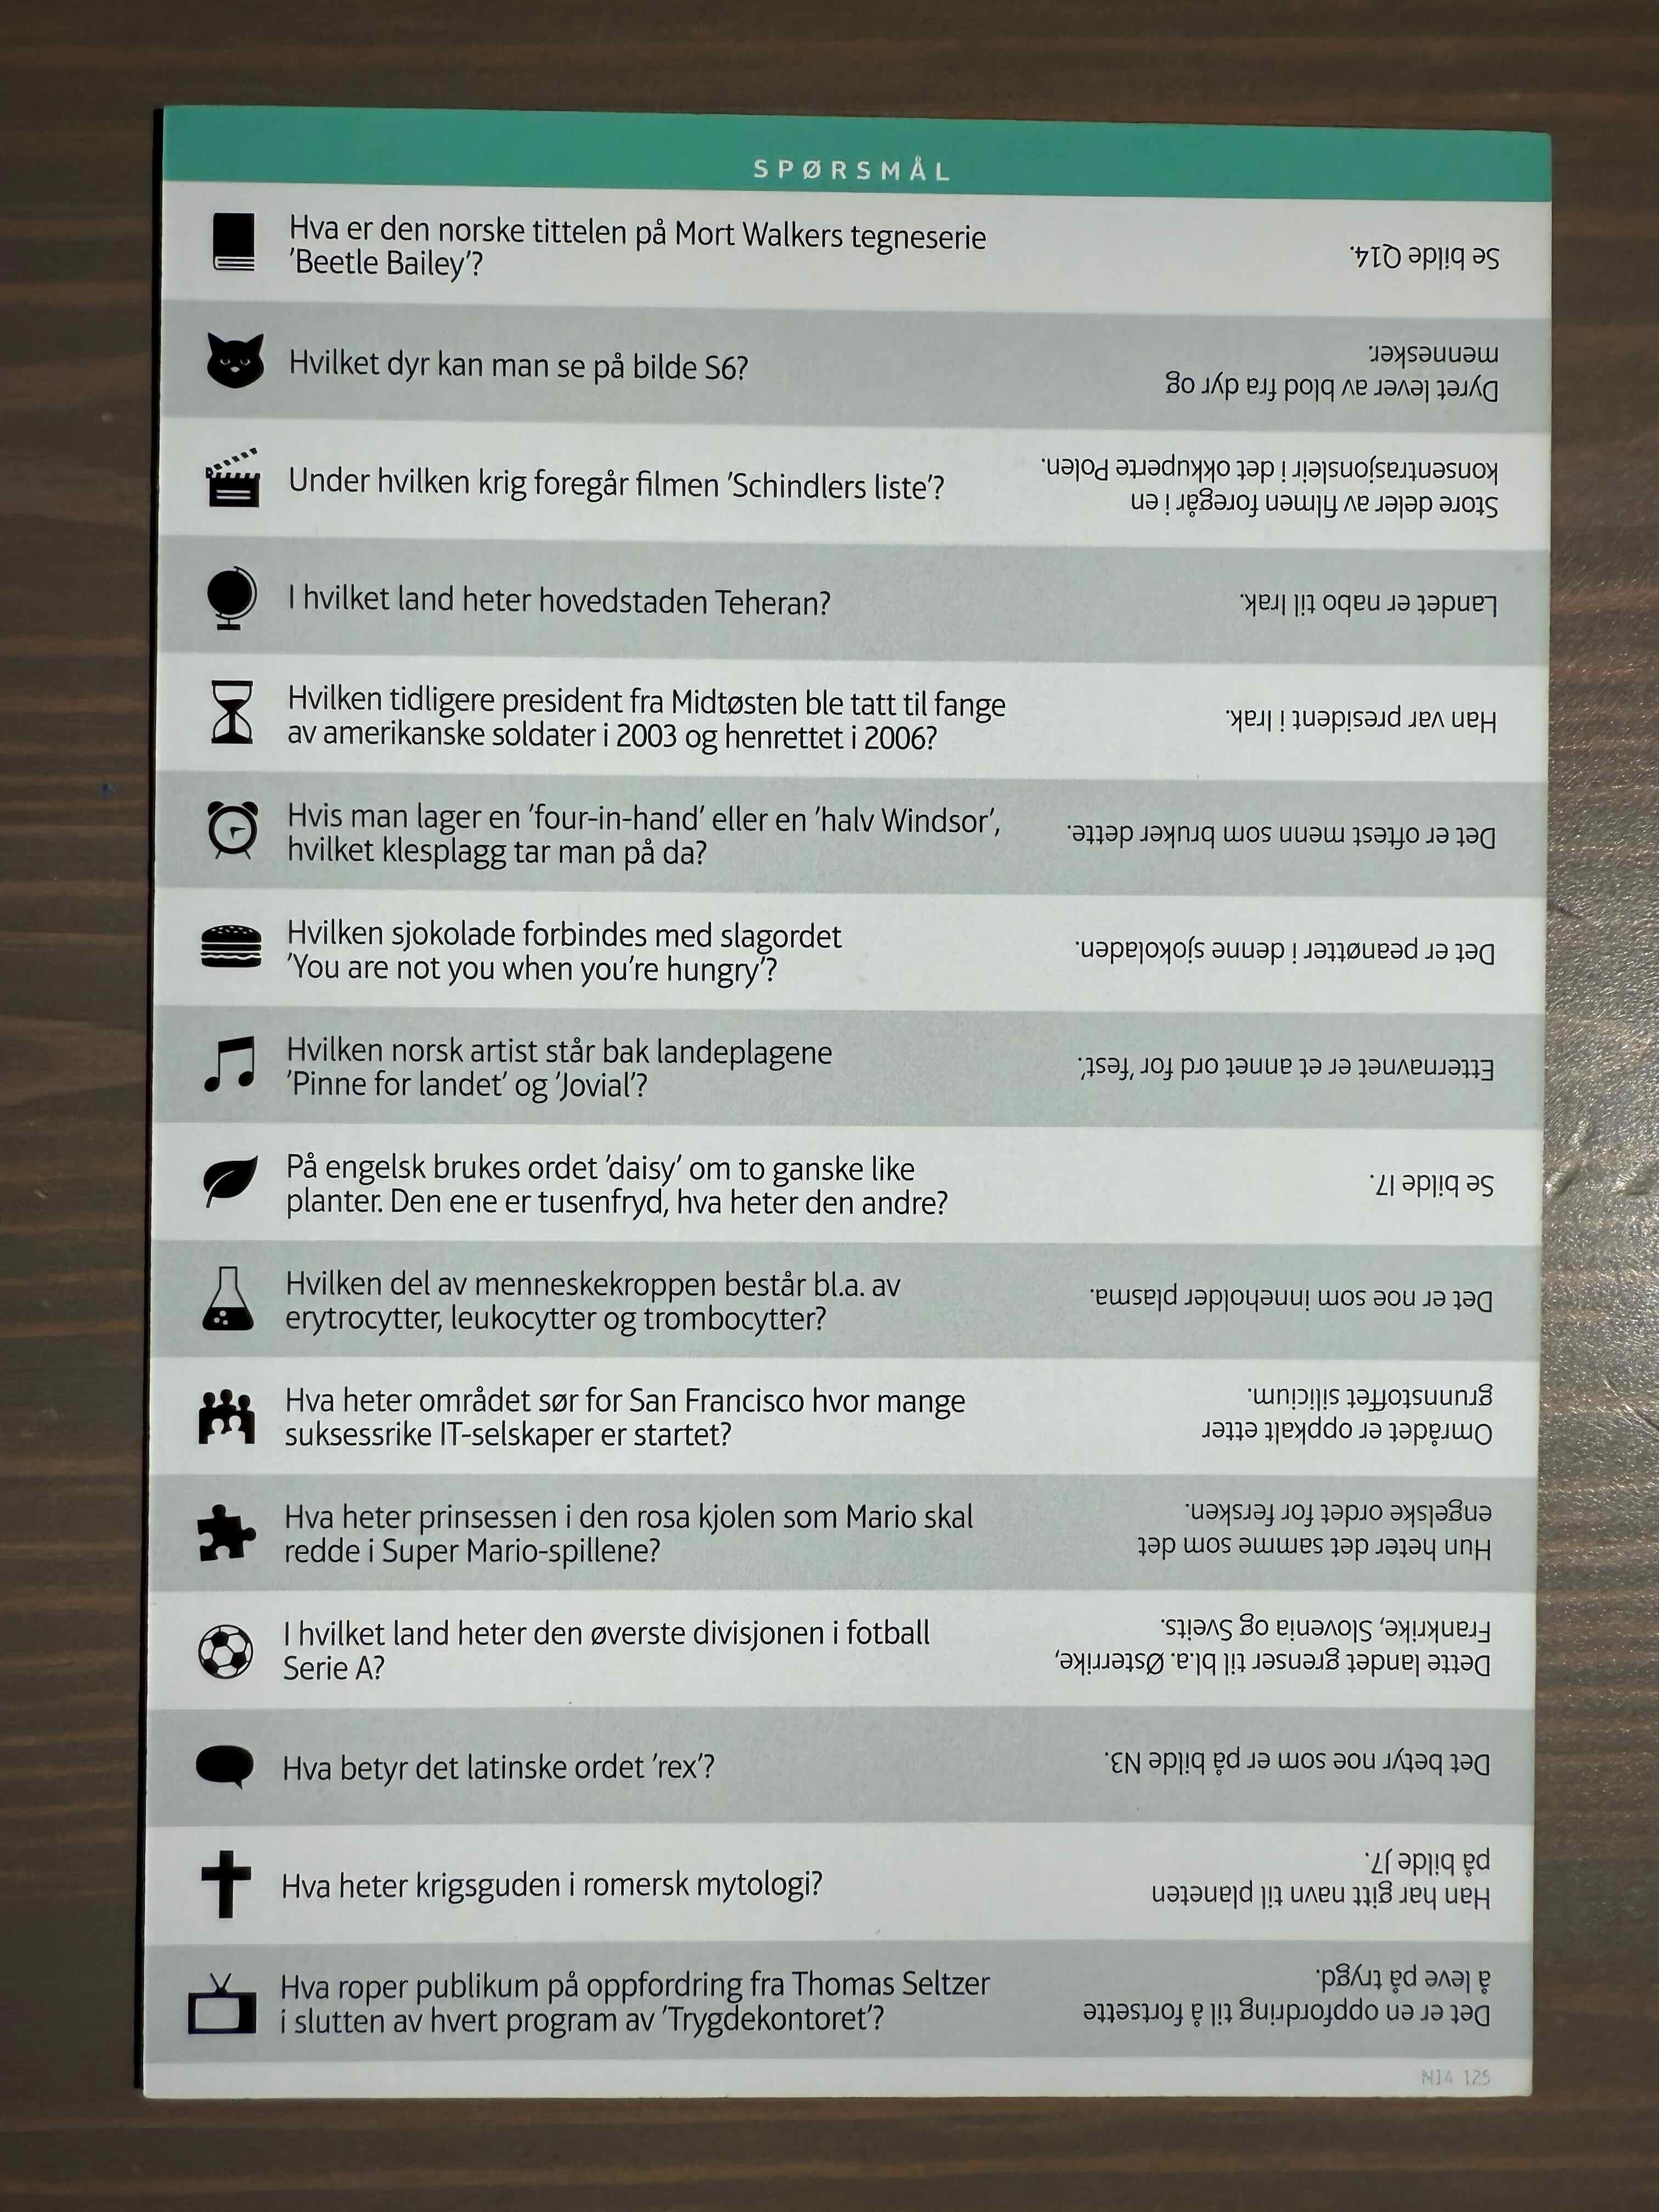 SPØRSMÅL
Hva er den norske tittelen på Mort Walkers tegneserie
'Beetle Bailey'?
Se bilde Q14.
Hvilket dyr kan man se på bilde S6?
Dyret lever av blod fra dyr og
mennesker.
Under hvilken krig foregår filmen 'Schindlers liste'?
Store deler av filmen foregår i en
konsentrasjonsleir i det okkuperte Polen.
I hvilket land heter hovedstaden Teheran?
Landet er nabo til Irak.
Hvilken tidligere president fra Midtøsten ble tatt til fange
av amerikanske soldater i 2003 og henrettet i 2006?
Han var president i Irak.
Hvis man lager en 'four-in-hand' eller en 'halv Windsor',
hvilket klesplagg tar man på da?
Det er oftest menn som bruker dette.
Hvilken sjokolade forbindes med slagordet
'You are not you when you're hungry'?
Det er peanøtter i denne sjokoladen.
Hvilken norsk artist står bak landeplagene
'Pinne for landet' og 'Jovial'?
Etternavnet er et annet ord for 'fest'.
På engelsk brukes ordet 'daisy' om to ganske like
planter. Den ene er tusenfryd, hva heter den andre?
Se bilde I7.
Hvilken del av menneskekroppen består bl.a. av
erytrocytter, leukocytter og trombocytter?
Det er noe som inneholder plasma.
Hva heter området sør for San Francisco hvor mange
suksessrike IT-selskaper er startet?
Området er oppkalt etter
grunnstoffet silicium.
Hva heter prinsessen i den rosa kjolen som Mario skal
redde i Super Mario-spillene?
Hun heter det samme som det
engelske ordet for fersken.
I hvilket land heter den øverste divisjonen i fotball
Serie A?
Dette landet grenser til bl.a. Østerrike,
Frankrike, Slovenia og Sveits.
Hva betyr det latinske ordet 'rex'?
Det betyr noe som er på bilde N3.
Hva heter krigsguden i romersk mytologi?
Han har gitt navn til planeten
på bilde J7.
Hva roper publikum på oppfordring fra Thomas Seltzer
i slutten av hvert program av 'Trygdekontoret'?
Det er en oppfordring til å fortsette
å leve på trygd.
N14 125